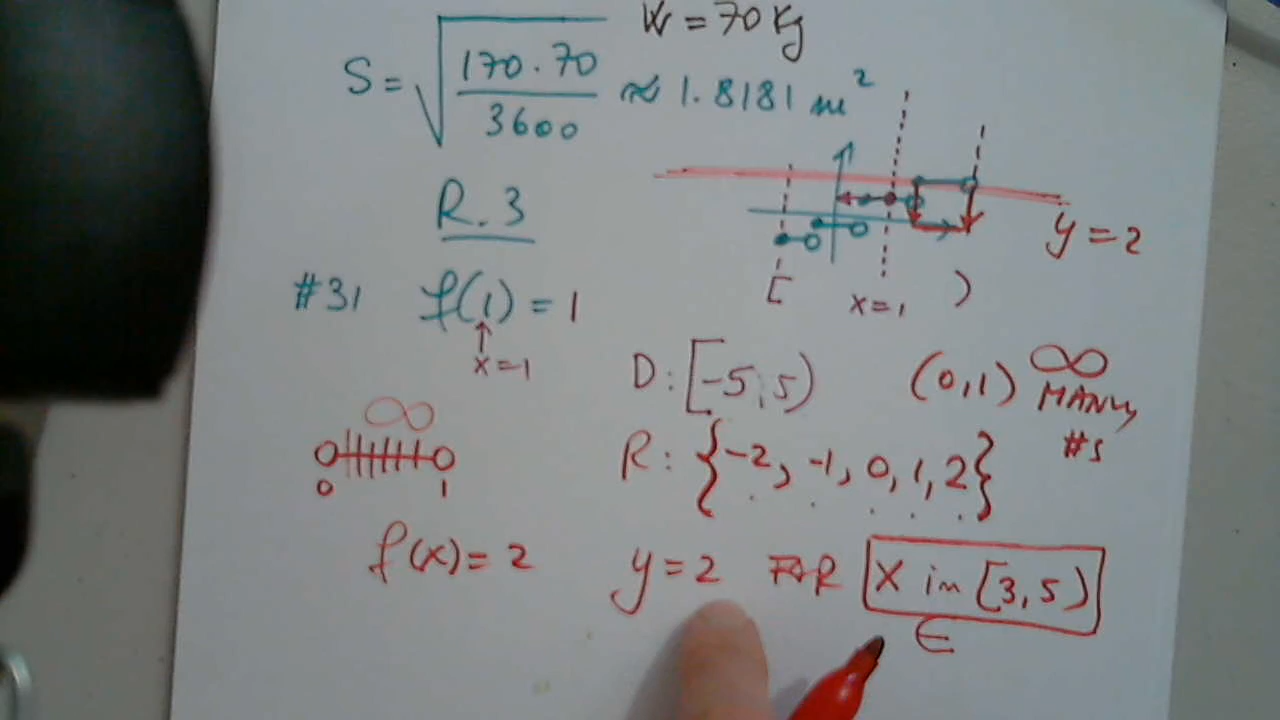 W = 70 Kg
S = √(170.70/3600) ≈ 1.8181 m²
R.3
y = 2
[ x=1 )
#31 f(1) = 1
↑
x=1
D: [-5,5) (0,1) ∞
MANY
#s
∞
0 1
R: {-2, -1, 0, 1, 2}
f(x) = 2 y = 2 FOR X in [3,5)
∈